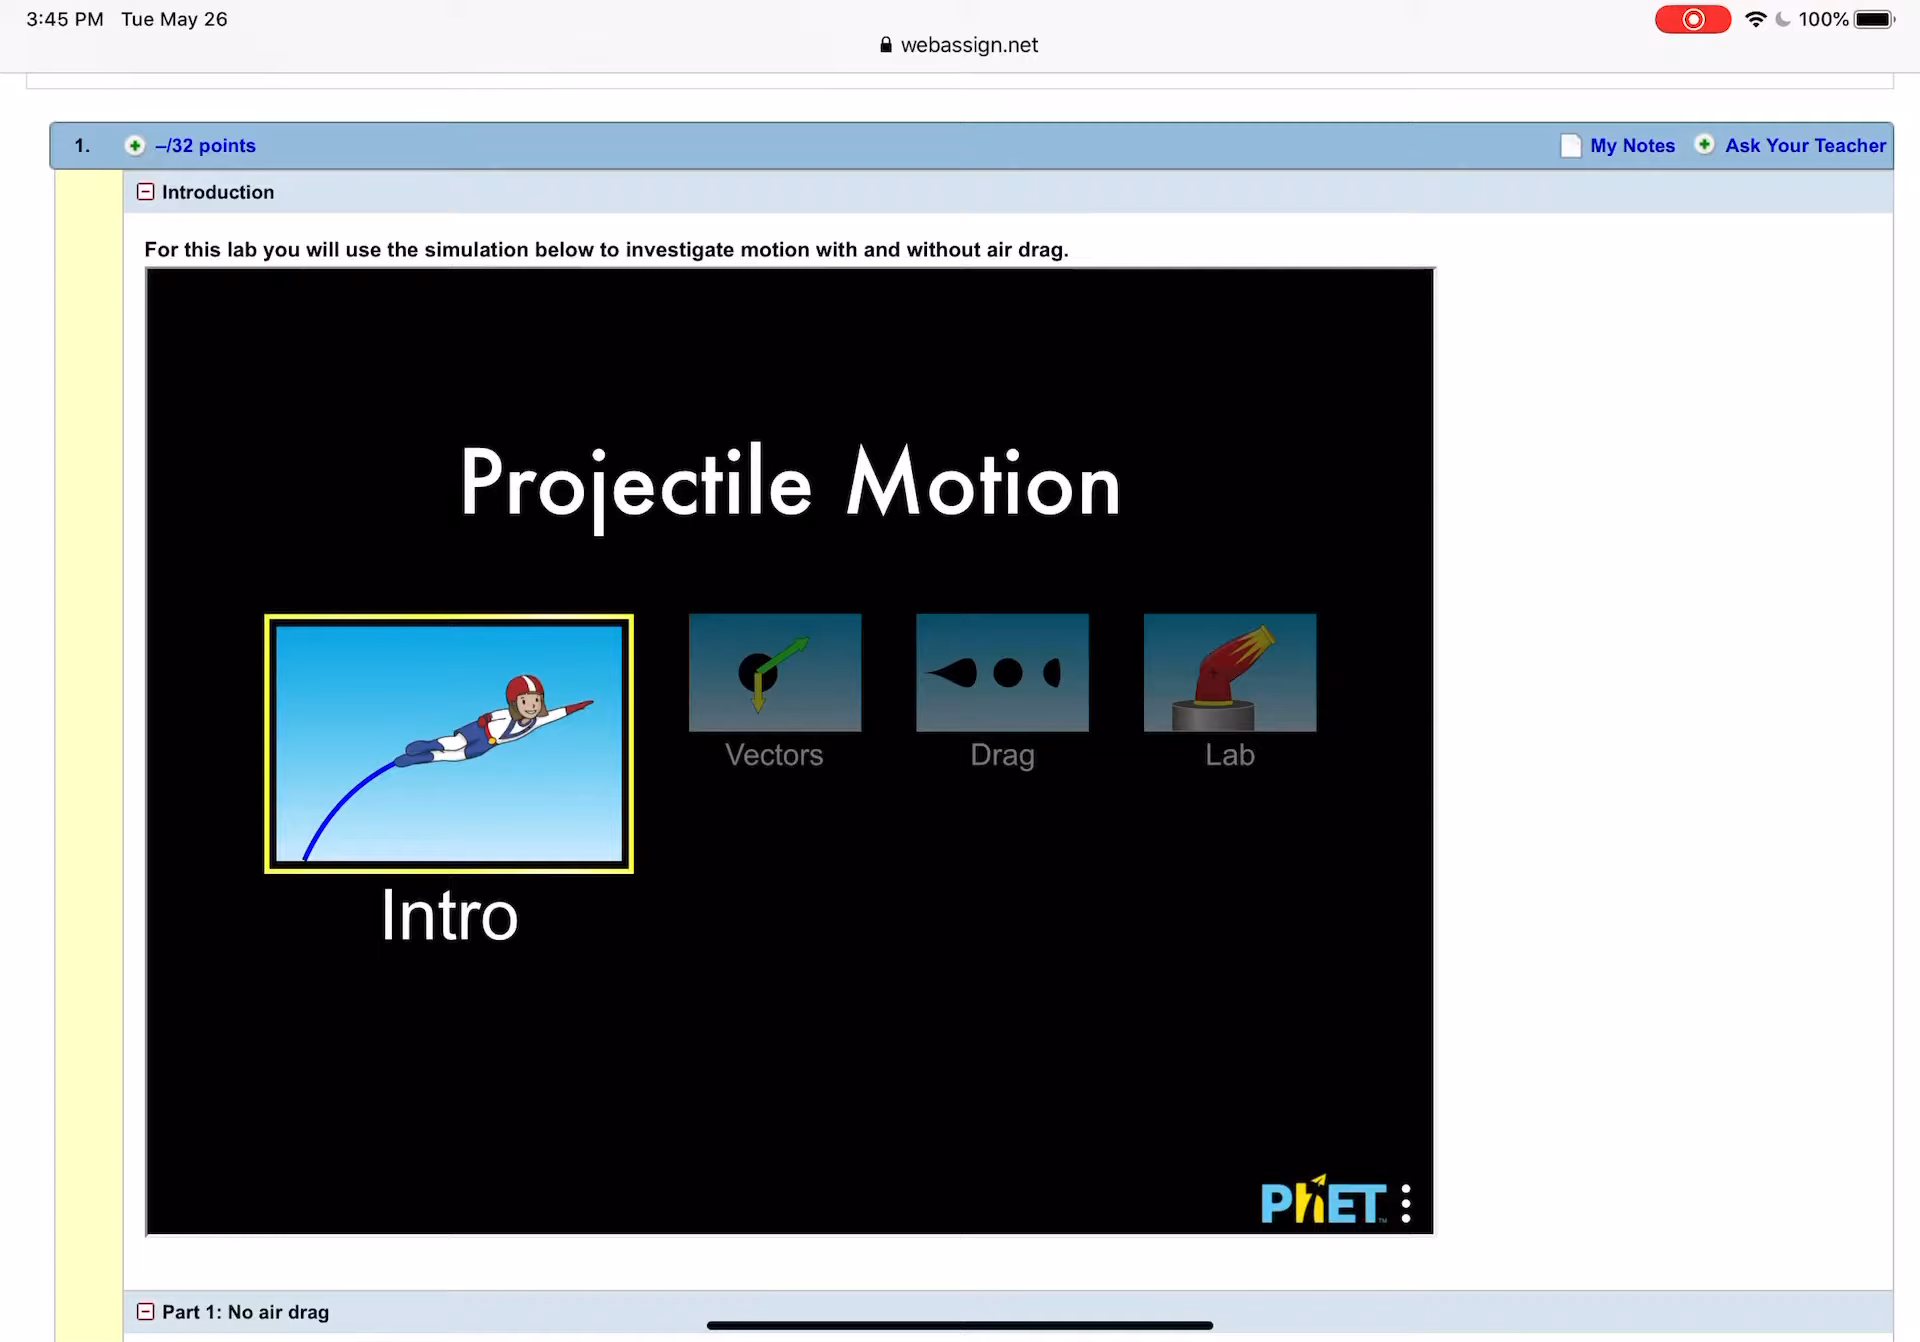 3:45 PM Tue May 26
100%
webassign.net
1. –/32 points My Notes Ask Your Teacher
Introduction
For this lab you will use the simulation below to investigate motion with and without air drag.
Projectile Motion
Vectors Drag Lab
Intro
PhET™
Part 1: No air drag